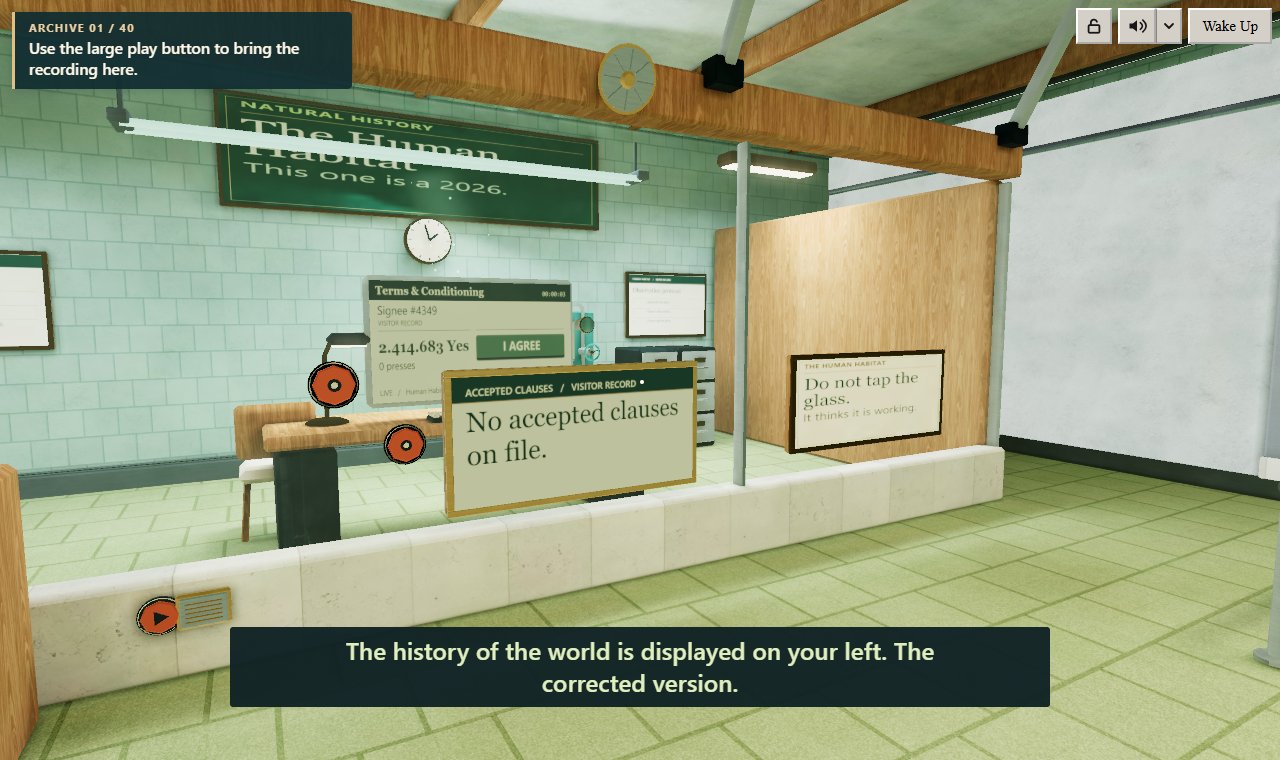 ARCHIVE 01 / 40
Use the large play button to bring the
recording here.
Wake Up
NATURAL HISTORY
The Human
Habitat
This one is a 2026.
Terms & Conditioning
00:00:03
Signee #4349
VISITOR RECORD
2.414.683 Yes
I AGREE
0 presses
LIVE / Human
ACCEPTED CLAUSES / VISITOR RECORD
No accepted clauses
on file.
THE HUMAN HABITAT
Do not tap the
glass.
It thinks it is working.
The history of the world is displayed on your left. The
corrected version.